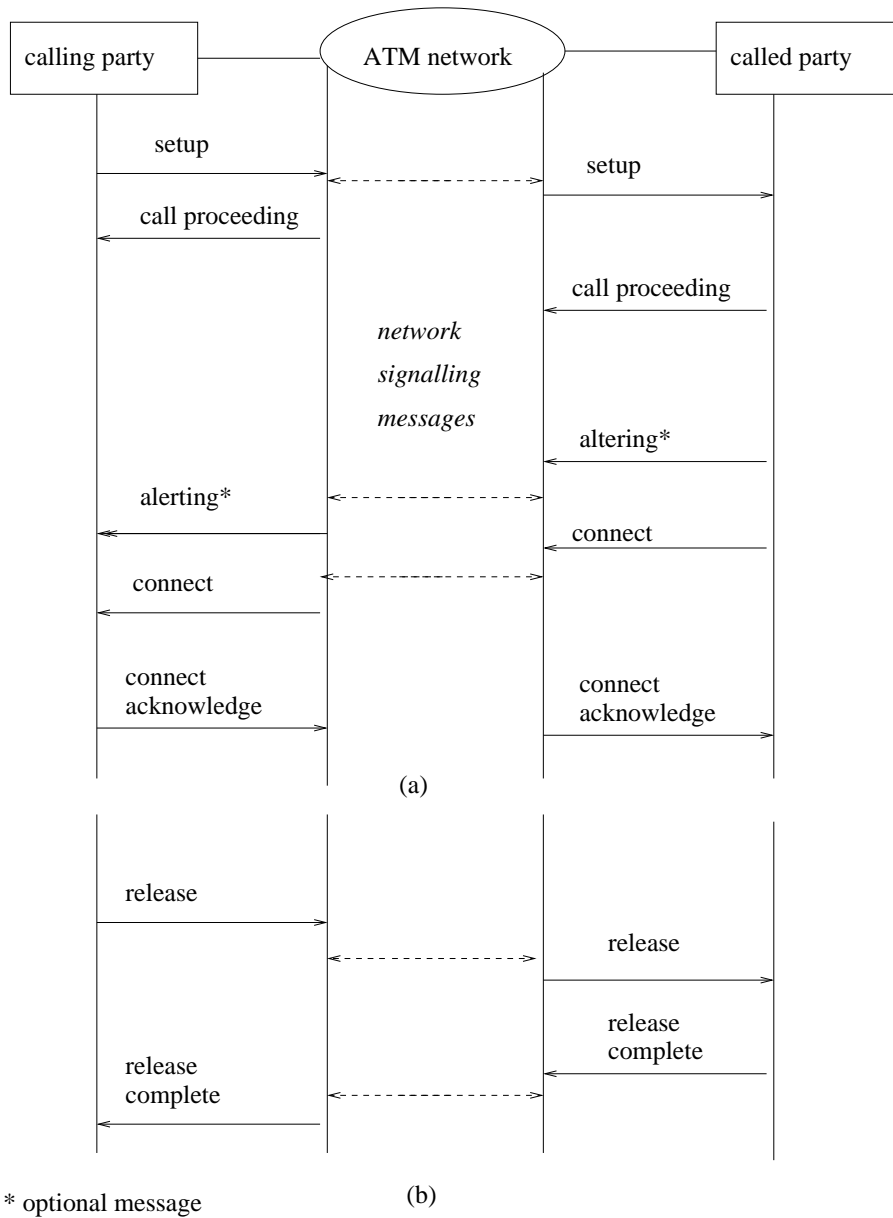 calling party
ATM network
called party
setup
setup
call proceeding
call proceeding
network
signalling
messages
altering*
alerting*
connect
connect
connect
acknowledge
connect
acknowledge
(a)
release
release
release
complete
release
complete
* optional message
(b)